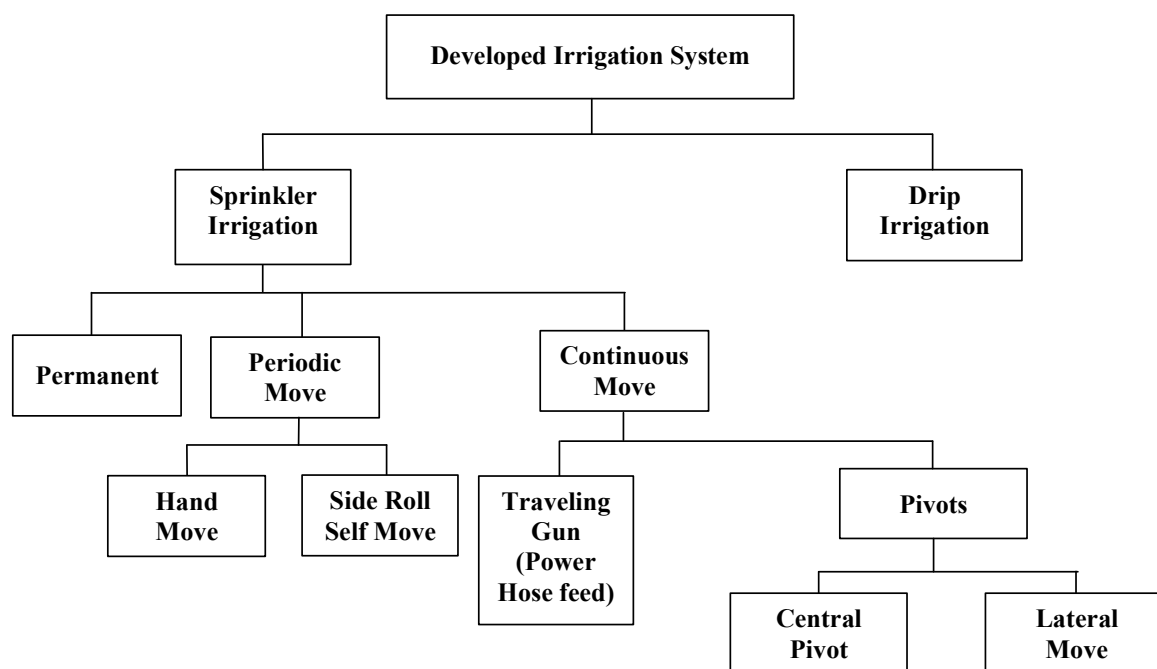 Developed Irrigation System
Sprinkler
Irrigation
Drip
Irrigation
Permanent
Periodic
Move
Continuous
Move
Hand
Move
Side Roll
Self Move
Traveling
Gun
(Power
Hose feed)
Pivots
Central
Pivot
Lateral
Move